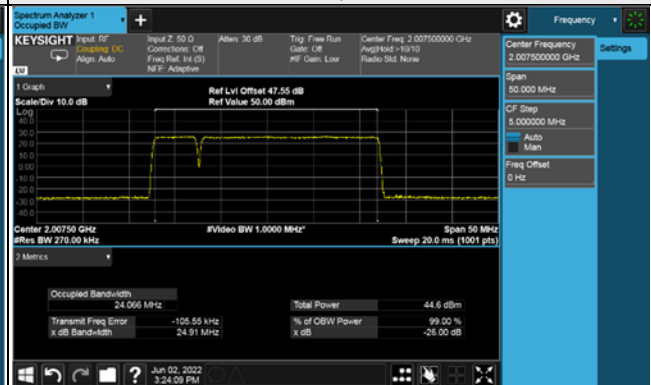 Spectrum Analyzer 1
Occupied BW
Frequency
KEYSIGHT
Input: RF
Coupling: DC
Align: Auto
Input Z: 50 Ω
Corrections: Off
Freq Ref: Int (S)
NFE: Adaptive
Atten: 30 dB
Trig: Free Run
Gate: Off
#IF Gain: Low
Center Freq: 2.007500000 GHz
Avg|Hold:>10/10
Radio Std: None
Center Frequency
2.007500000 GHz
Settings
Span
50.000 MHz
CF Step
5.000000 MHz
Auto
Man
Freq Offset
0 Hz
1 Graph
Scale/Div 10.0 dB
Ref Lvl Offset 47.55 dB
Ref Value 50.00 dBm
Log
40.0
30.0
20.0
10.0
0.00
-10.0
-20.0
-30.0
-40.0
Center 2.00750 GHz
#Res BW 270.00 kHz
#Video BW 1.0000 MHz*
Span 50 MHz
Sweep 20.0 ms (1001 pts)
2 Metrics
Occupied Bandwidth
24.066 MHz
Total Power 44.6 dBm
Transmit Freq Error -105.55 kHz
% of OBW Power 99.00 %
x dB Bandwidth 24.91 MHz
x dB -26.00 dB
?
Jun 02, 2022
3:24:09 PM